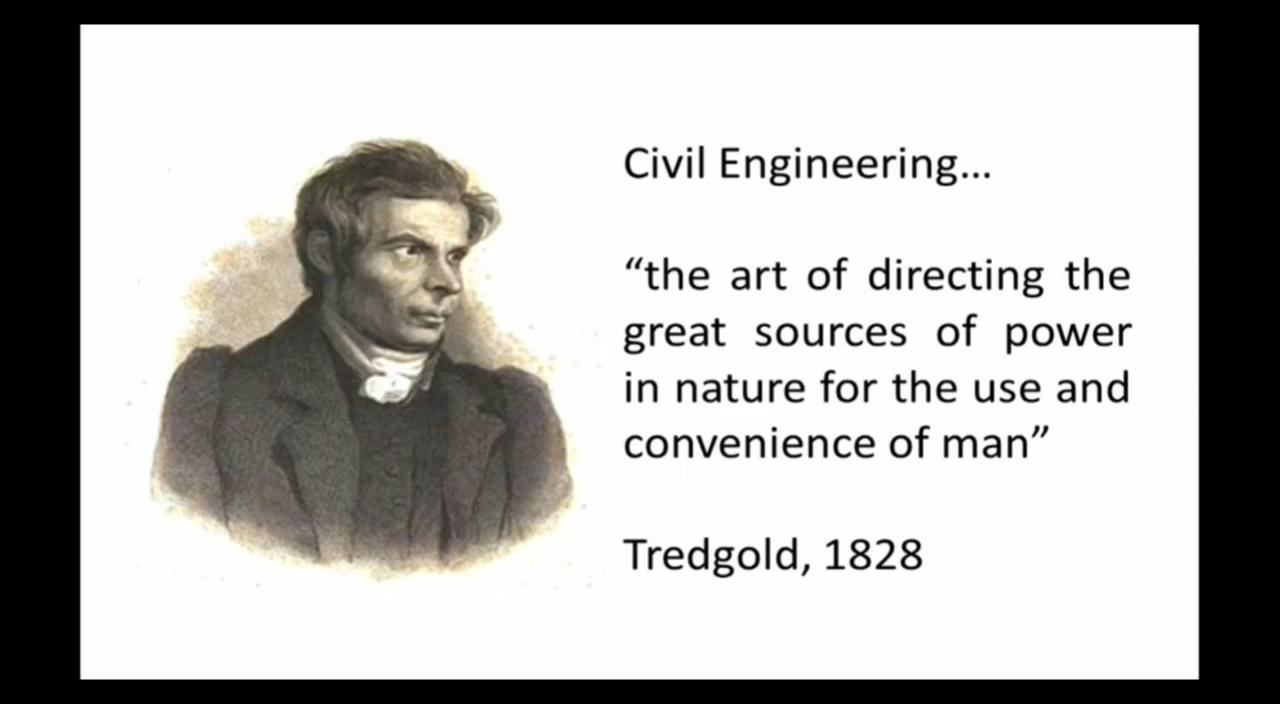 Civil Engineering...
“the art of directing the
great sources of power
in nature for the use and
convenience of man”
Tredgold, 1828